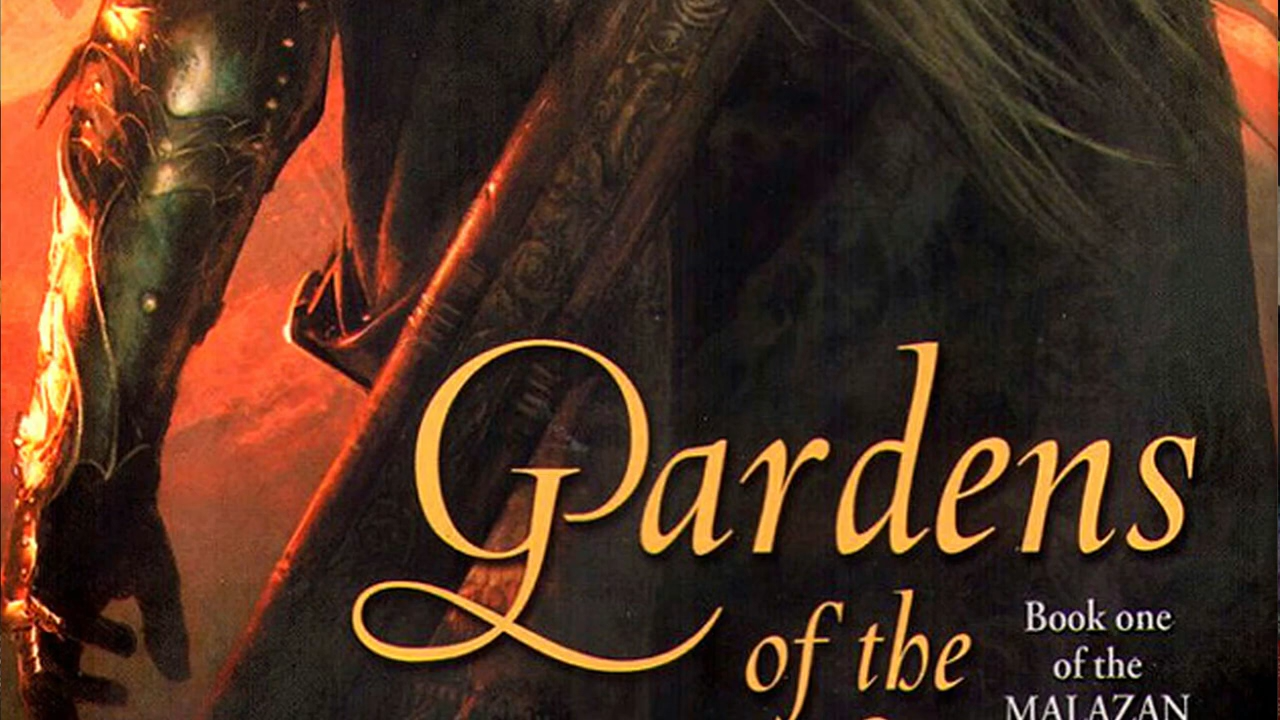 Gardens
of the
Book one
of the
MALAZAN